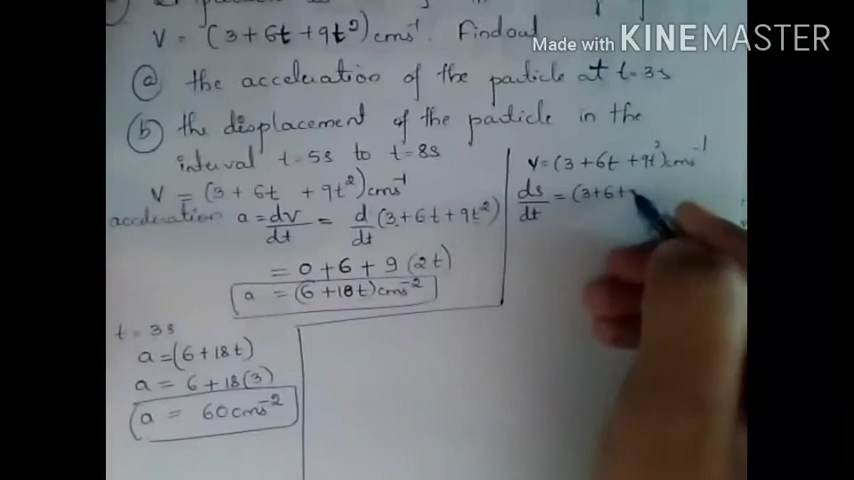 V = (3 + 6t + 9t²) cms⁻¹. Find out
Made with KINEMASTER
(a) the acceleration of the particle at t = 3s
(b) the displacement of the particle in the
interval t = 5s to t = 8s
V = (3 + 6t + 9t²) cms⁻¹
acceleration a = dv/dt = d/dt (3 + 6t + 9t²)
= 0 + 6 + 9 (2t)
a = (6 + 18t) cms⁻²
t = 3s
a = (6 + 18t)
a = 6 + 18(3)
a = 60 cms⁻²
V = (3 + 6t + 9t²) cms⁻¹
ds/dt = (3+6t